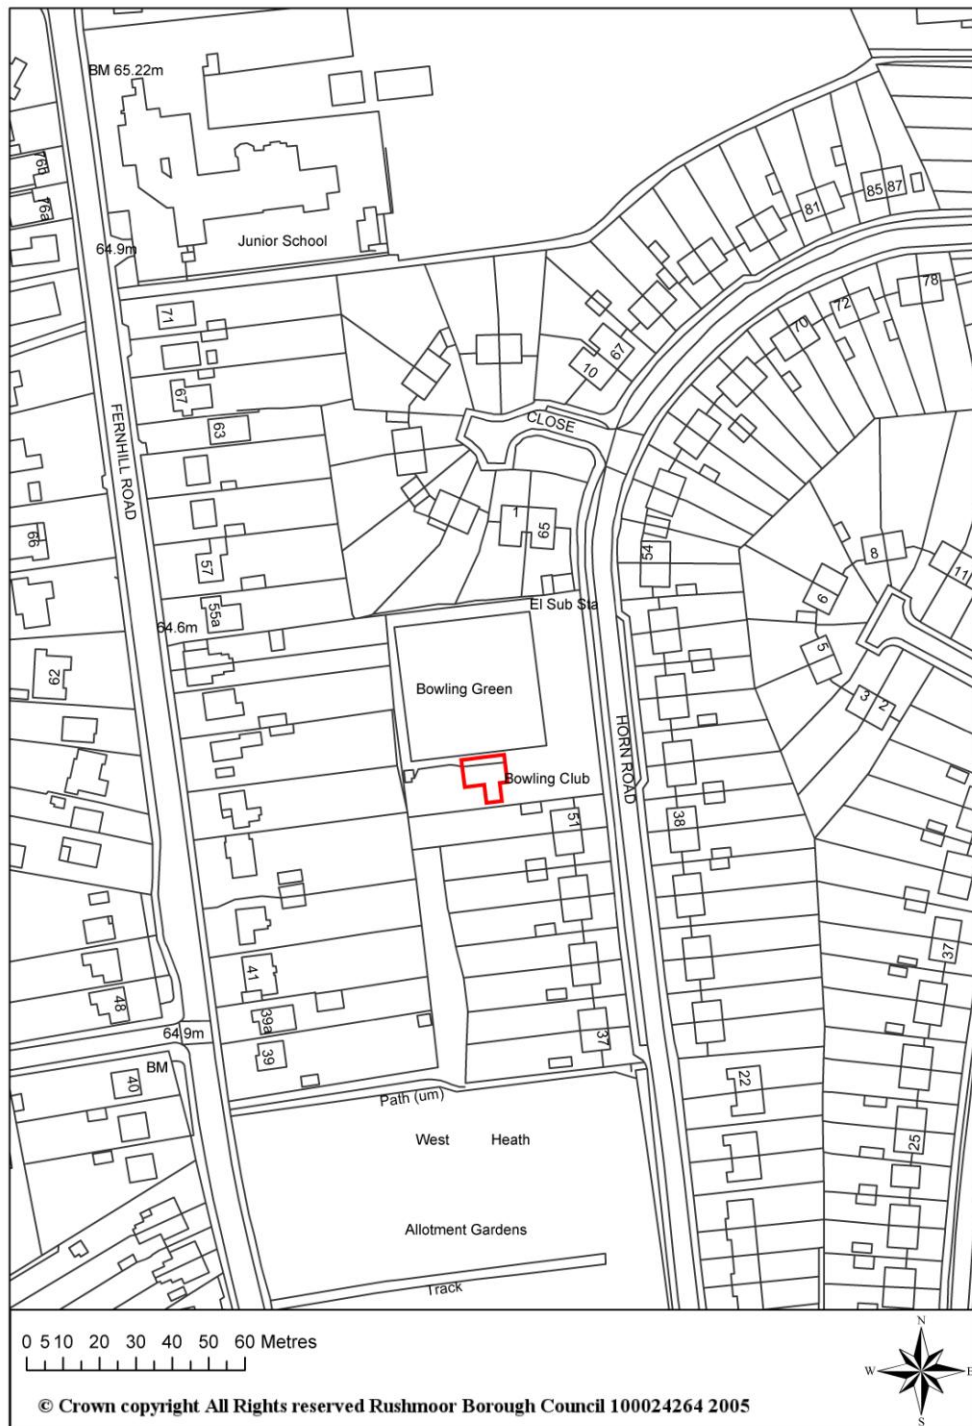 BM 65.22m
76b
76a
64.9m
Junior School
71
67
63
FERNHILL ROAD
66
57
55a
64.6m
62
81
85 87
78
72
70
67
10
CLOSE
1
65
54
El Sub Sta
8
11
6
5
3 2
Bowling Green
Bowling Club
HORN ROAD
51
38
37
41
39a
39
48
64.9m
BM
40
37
22
25
Path (um)
West Heath
Allotment Gardens
Track
0 5 10 20 30 40 50 60 Metres
N
W E
S
© Crown copyright All Rights reserved Rushmoor Borough Council 100024264 2005